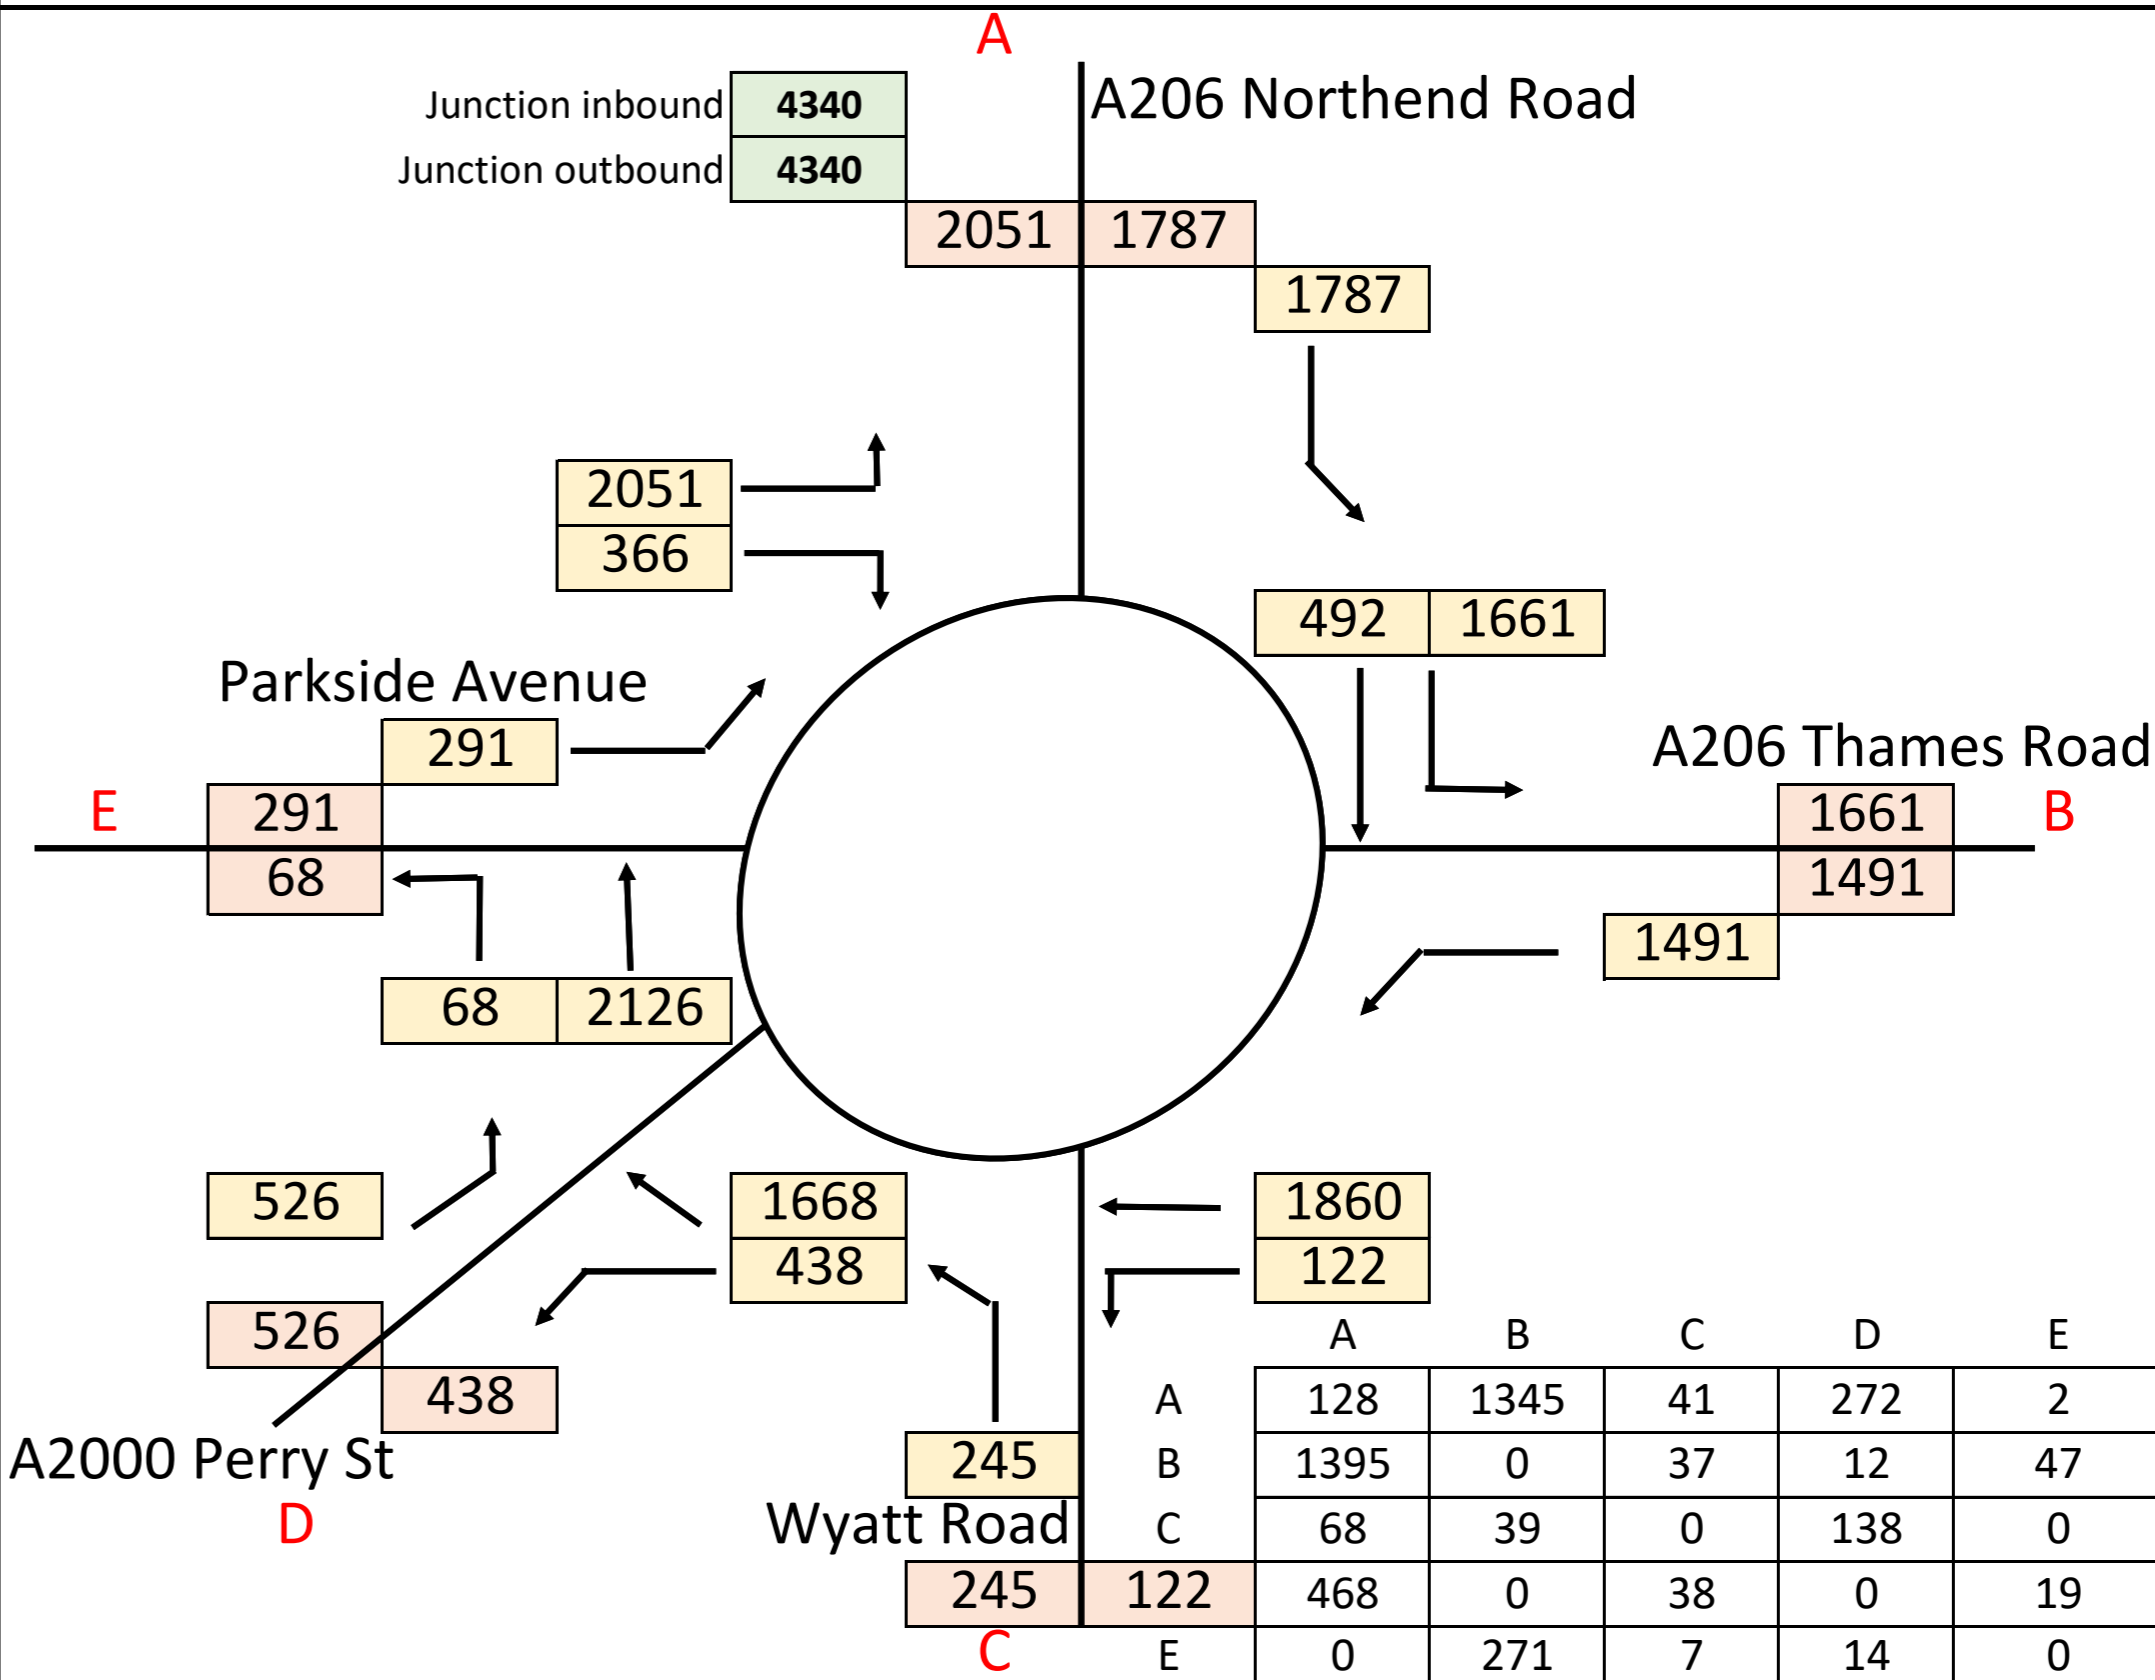 A
Junction inbound 4340
A206 Northend Road
Junction outbound 4340
2051 1787
1787
2051
366
492 1661
Parkside Avenue
291
A206 Thames Road
E 291
1661 B
68
1491
1491
68 2126
526
1668
1860
438
122
526
438
A2000 Perry St
D
245
Wyatt Road
245 122
C
A B C D E
A 128 1345 41 272 2
B 1395 0 37 12 47
C 68 39 0 138 0
468 0 38 0 19
E 0 271 7 14 0